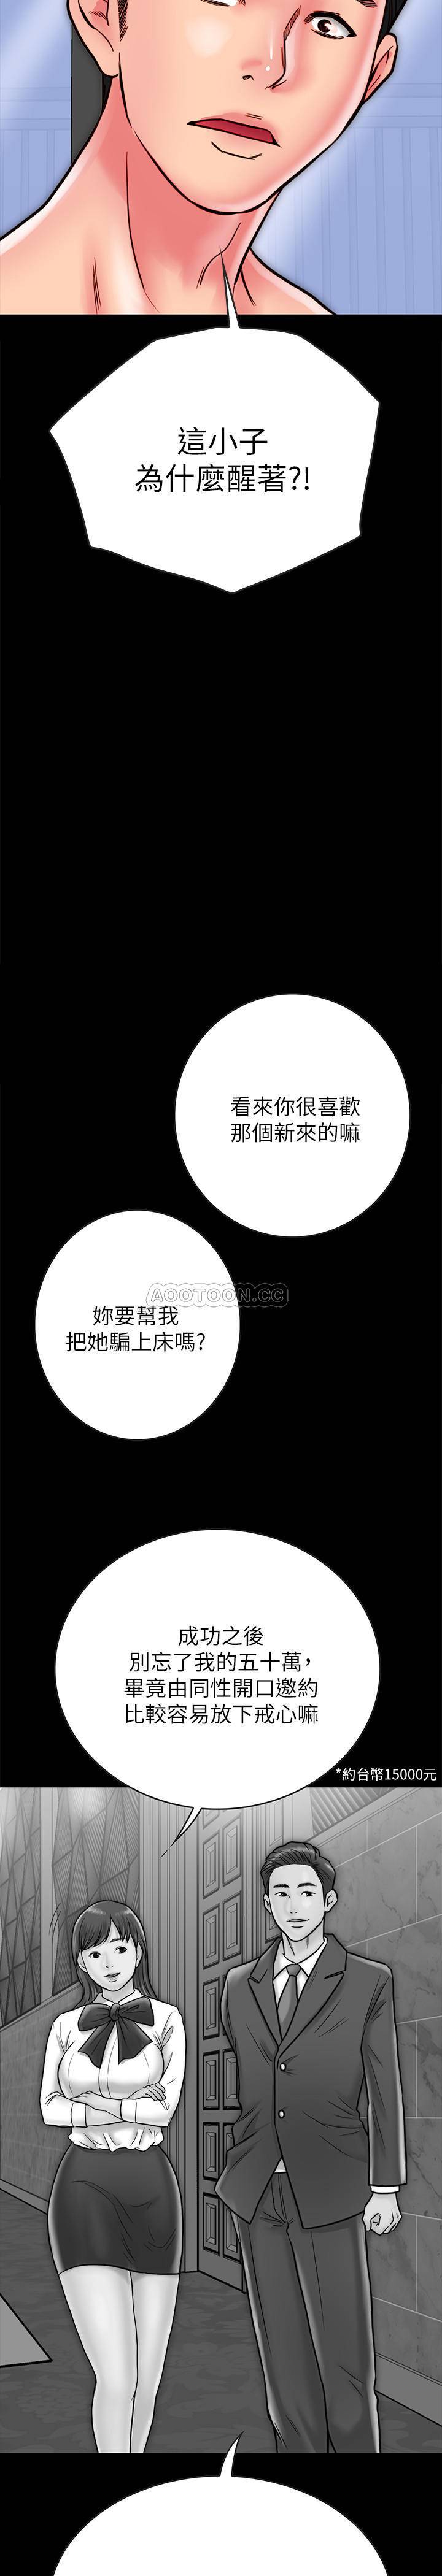 這小子
為什麼醒著?!
看來你很喜歡
那個新來的嘛
AOOTOON.CC
妳要幫我
把她騙上床嗎?
成功之後
別忘了我的五十萬，
畢竟由同性開口邀約
比較容易放下戒心嘛
*約台幣15000元